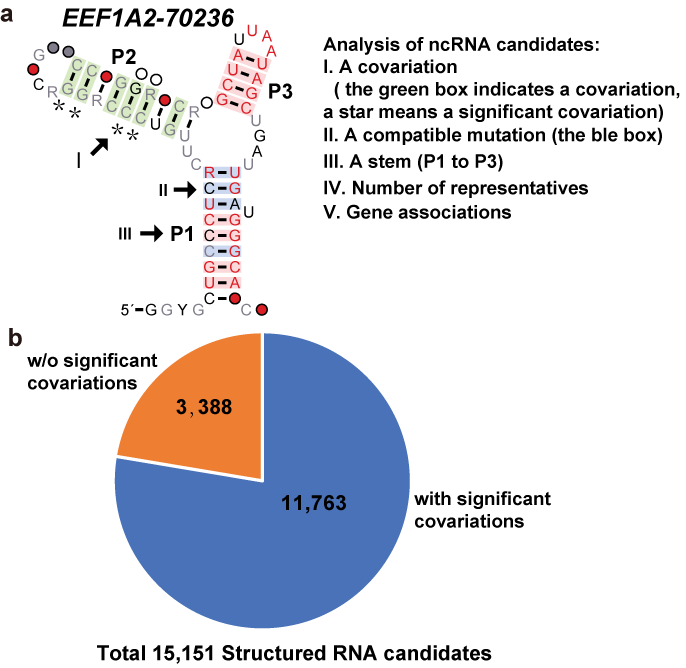 a
EEF1A2-70236
P2
P3
I
II
III
P1
5´-GGYG
Analysis of ncRNA candidates:
I. A covariation
( the green box indicates a covariation,
a star means a significant covariation)
II. A compatible mutation (the ble box)
III. A stem (P1 to P3)
IV. Number of representatives
V. Gene associations
b
w/o significant
covariations
3,388
11,763
with significant
covariations
Total 15,151 Structured RNA candidates